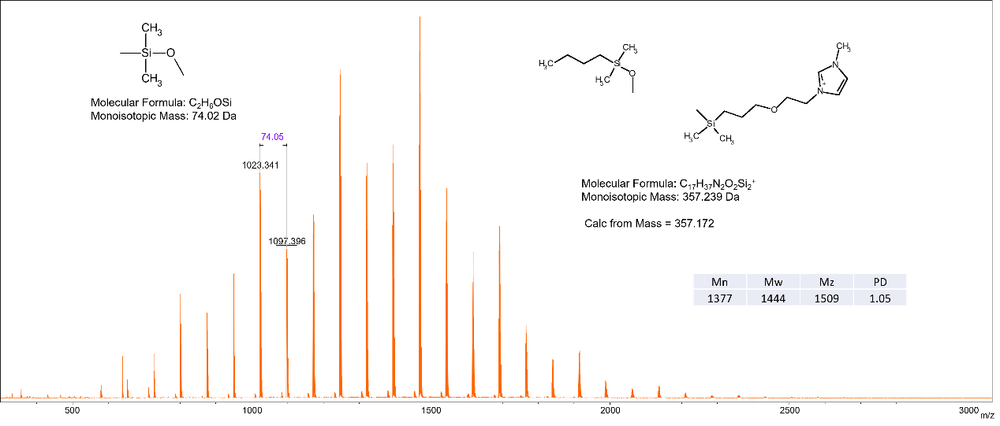 CH₃
Si
O
CH₃
Molecular Formula: C₂H₆OSi
Monoisotopic Mass: 74.02 Da
74.05
1023.341
1097.396
H₃C
CH₃
Si
H₃C
O
CH₃
N
N
+
O
Si
H₃C
CH₃
Molecular Formula: C₁₇H₃₇N₂O₂Si₂⁺
Monoisotopic Mass: 357.239 Da
Calc from Mass = 357.172
Mn Mw Mz PD
1377 1444 1509 1.05
500 1000 1500 2000 2500 3000 m/z